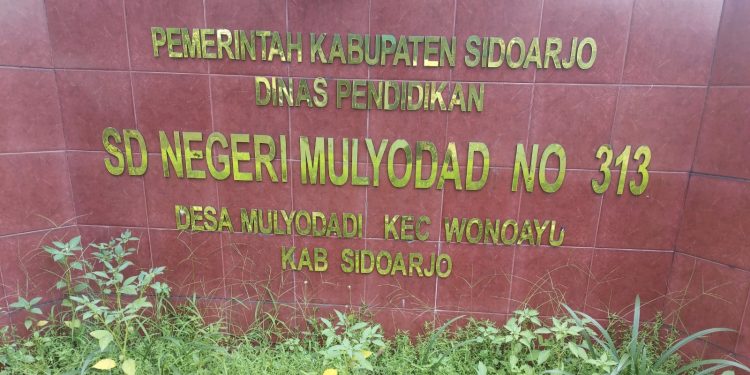 PEMERINTAH KABUPATEN SIDOARJO
DINAS PENDIDIKAN
SD NEGERI MULYODAD NO 313
DESA MULYODADI KEC WONOAYU
KAB SIDOARJO